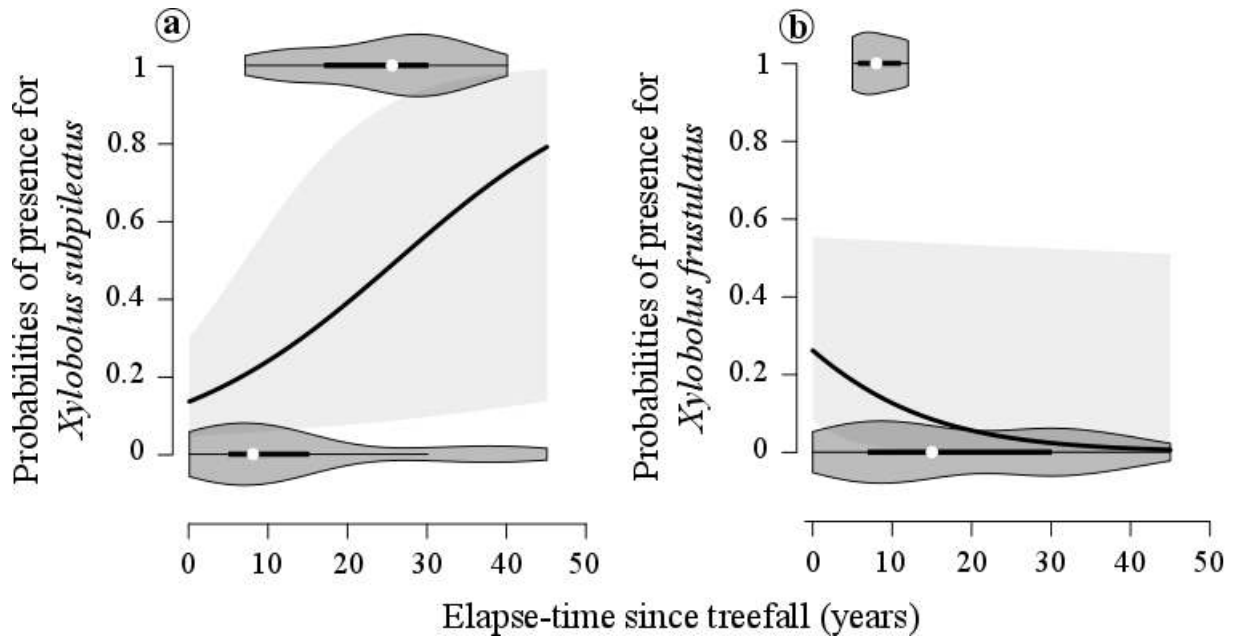 a
Probabilities of presence for
Xylobolus subpileatus
1
0.8
0.6
0.4
0.2
0
0 10 20 30 40 50
b
Probabilities of presence for
Xylobolus frustulatus
1
0.8
0.6
0.4
0.2
0
0 10 20 30 40 50
Elapse-time since treefall (years)